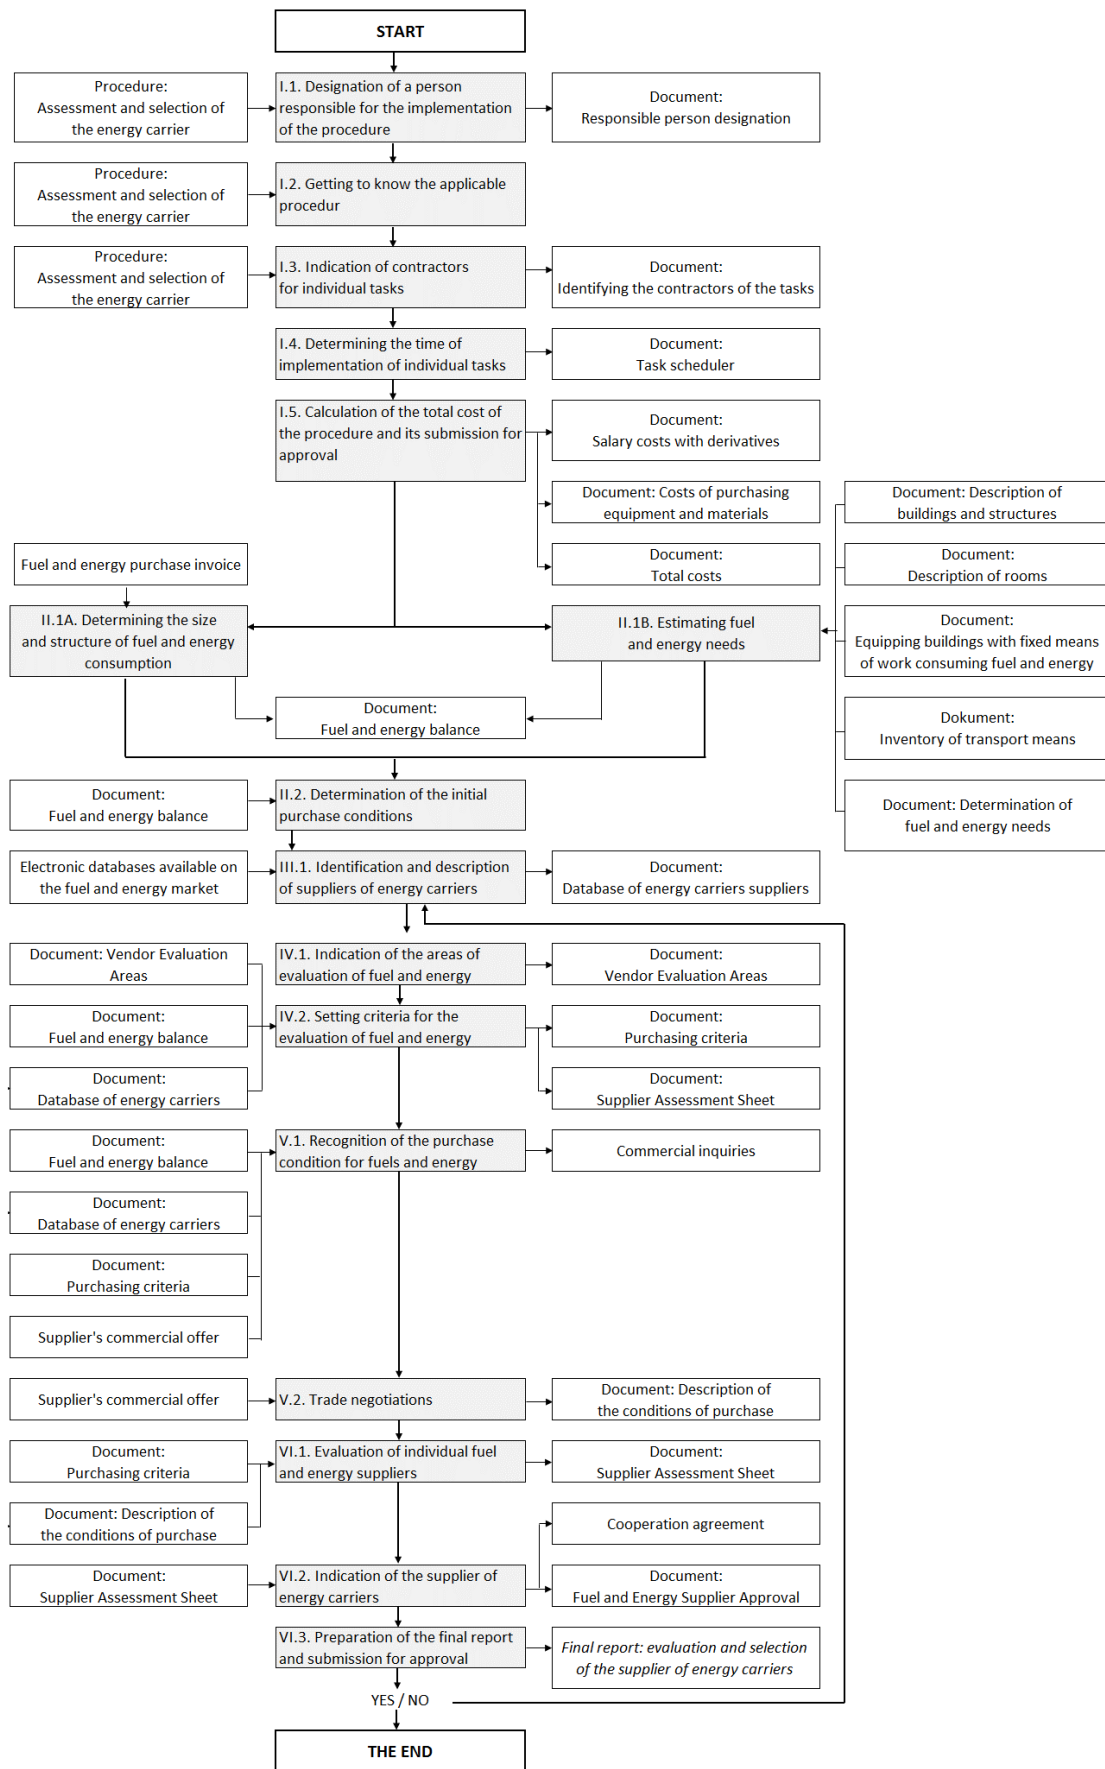 START
Procedure:
Assessment and selection of
the energy carrier
I.1. Designation of a person
responsible for the implementation
of the procedure
Document:
Responsible person designation
Procedure:
Assessment and selection of
the energy carrier
I.2. Getting to know the applicable
procedur
Procedure:
Assessment and selection of
the energy carrier
I.3. Indication of contractors
for individual tasks
Document:
Identifying the contractors of the tasks
I.4. Determining the time of
implementation of individual tasks
Document:
Task scheduler
I.5. Calculation of the total cost of
the procedure and its submission for
approval
Document:
Salary costs with derivatives
Document: Costs of purchasing
equipment and materials
Document: Description of
buildings and structures
Fuel and energy purchase invoice
Document:
Total costs
Document:
Description of rooms
II.1A. Determining the size
and structure of fuel and energy
consumption
II.1B. Estimating fuel
and energy needs
Document:
Equipping buildings with fixed means
of work consuming fuel and energy
Document:
Fuel and energy balance
Dokument:
Inventory of transport means
Document:
Fuel and energy balance
II.2. Determination of the initial
purchase conditions
Document: Determination of
fuel and energy needs
Electronic databases available on
the fuel and energy market
III.1. Identification and description
of suppliers of energy carriers
Document:
Database of energy carriers suppliers
Document: Vendor Evaluation
Areas
IV.1. Indication of the areas of
evaluation of fuel and energy
Document:
Vendor Evaluation Areas
Document:
Fuel and energy balance
IV.2. Setting criteria for the
evaluation of fuel and energy
Document:
Purchasing criteria
Document:
Database of energy carriers
Document:
Supplier Assessment Sheet
Document:
Fuel and energy balance
V.1. Recognition of the purchase
condition for fuels and energy
Commercial inquiries
Document:
Database of energy carriers
Document:
Purchasing criteria
Supplier's commercial offer
Supplier's commercial offer
V.2. Trade negotiations
Document: Description of
the conditions of purchase
Document:
Purchasing criteria
VI.1. Evaluation of individual fuel
and energy suppliers
Document:
Supplier Assessment Sheet
Document: Description of
the conditions of purchase
Cooperation agreement
Document:
Supplier Assessment Sheet
VI.2. Indication of the supplier of
energy carriers
Document:
Fuel and Energy Supplier Approval
VI.3. Preparation of the final report
and submission for approval
Final report: evaluation and selection
of the supplier of energy carriers
YES / NO
THE END